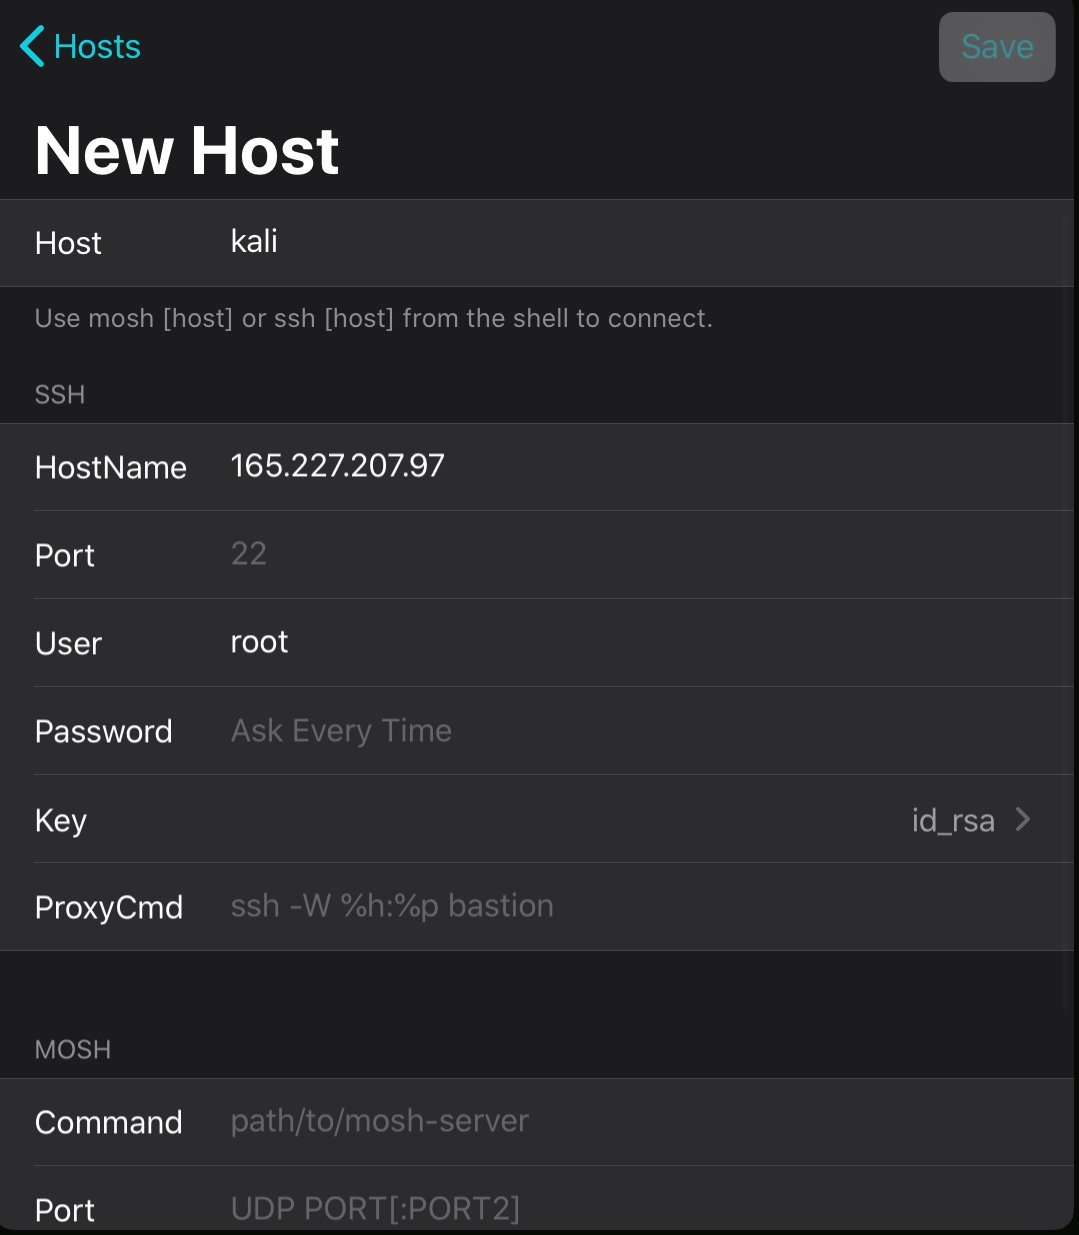 Hosts Save
New Host
Host kali
Use mosh [host] or ssh [host] from the shell to connect.
SSH
HostName 165.227.207.97
Port 22
User root
Password Ask Every Time
Key id_rsa
ProxyCmd ssh -W %h:%p bastion
MOSH
Command path/to/mosh-server
Port UDP PORT[:PORT2]